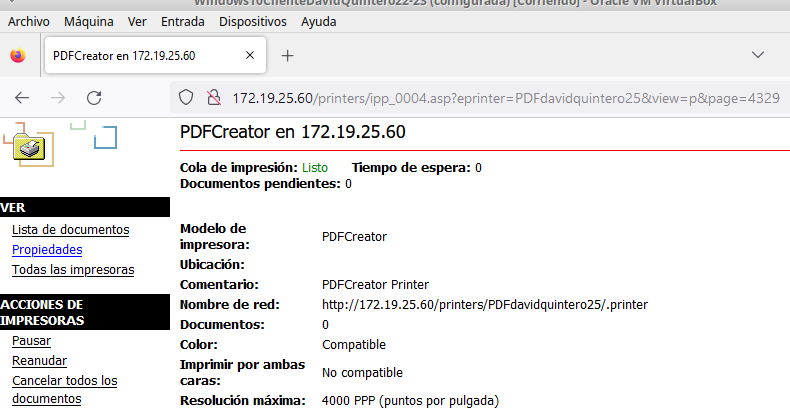 Windows10ClienteDavidQuintero22-23 (configurada) [Corriendo] - Oracle VM VirtualBox
Archivo Máquina Ver Entrada Dispositivos Ayuda
PDFCreator en 172.19.25.60
172.19.25.60/printers/ipp_0004.asp?eprinter=PDFdavidquintero25&view=p&page=4329
PDFCreator en 172.19.25.60
Cola de impresión: Listo Tiempo de espera: 0
Documentos pendientes: 0
VER
Lista de documentos
Propiedades
Todas las impresoras
ACCIONES DE
IMPRESORAS
Pausar
Reanudar
Cancelar todos los
documentos
Modelo de
impresora: PDFCreator
Ubicación:
Comentario: PDFCreator Printer
Nombre de red: http://172.19.25.60/printers/PDFdavidquintero25/.printer
Documentos: 0
Color: Compatible
Imprimir por ambas
caras: No compatible
Resolución máxima: 4000 PPP (puntos por pulgada)